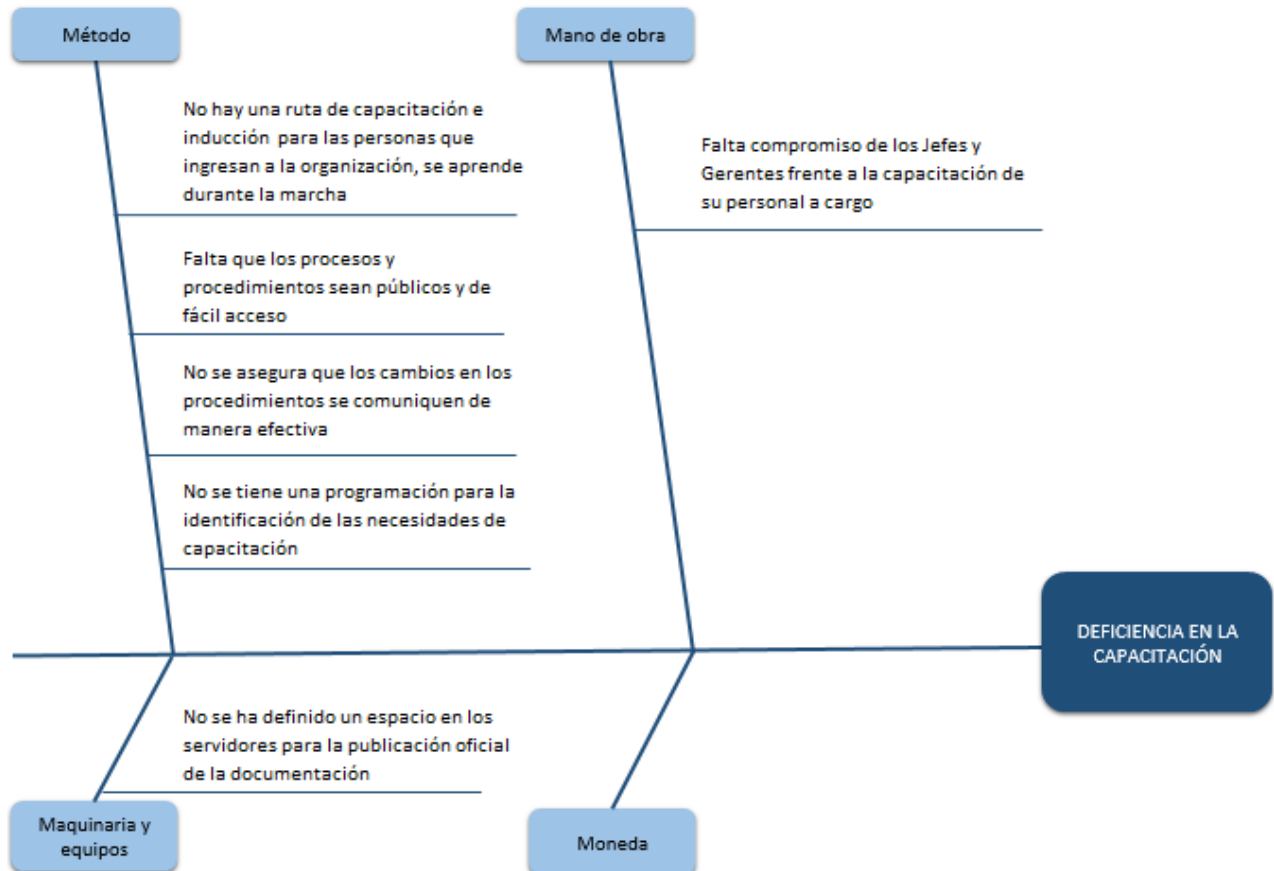 Método
No hay una ruta de capacitación e
inducción para las personas que
ingresan a la organización, se aprende
durante la marcha
Falta que los procesos y
procedimientos sean públicos y de
fácil acceso
No se asegura que los cambios en los
procedimientos se comuniquen de
manera efectiva
No se tiene una programación para la
identificación de las necesidades de
capacitación
Mano de obra
Falta compromiso de los Jefes y
Gerentes frente a la capacitación de
su personal a cargo
DEFICIENCIA EN LA
CAPACITACIÓN
No se ha definido un espacio en los
servidores para la publicación oficial
de la documentación
Maquinaria y
equipos
Moneda